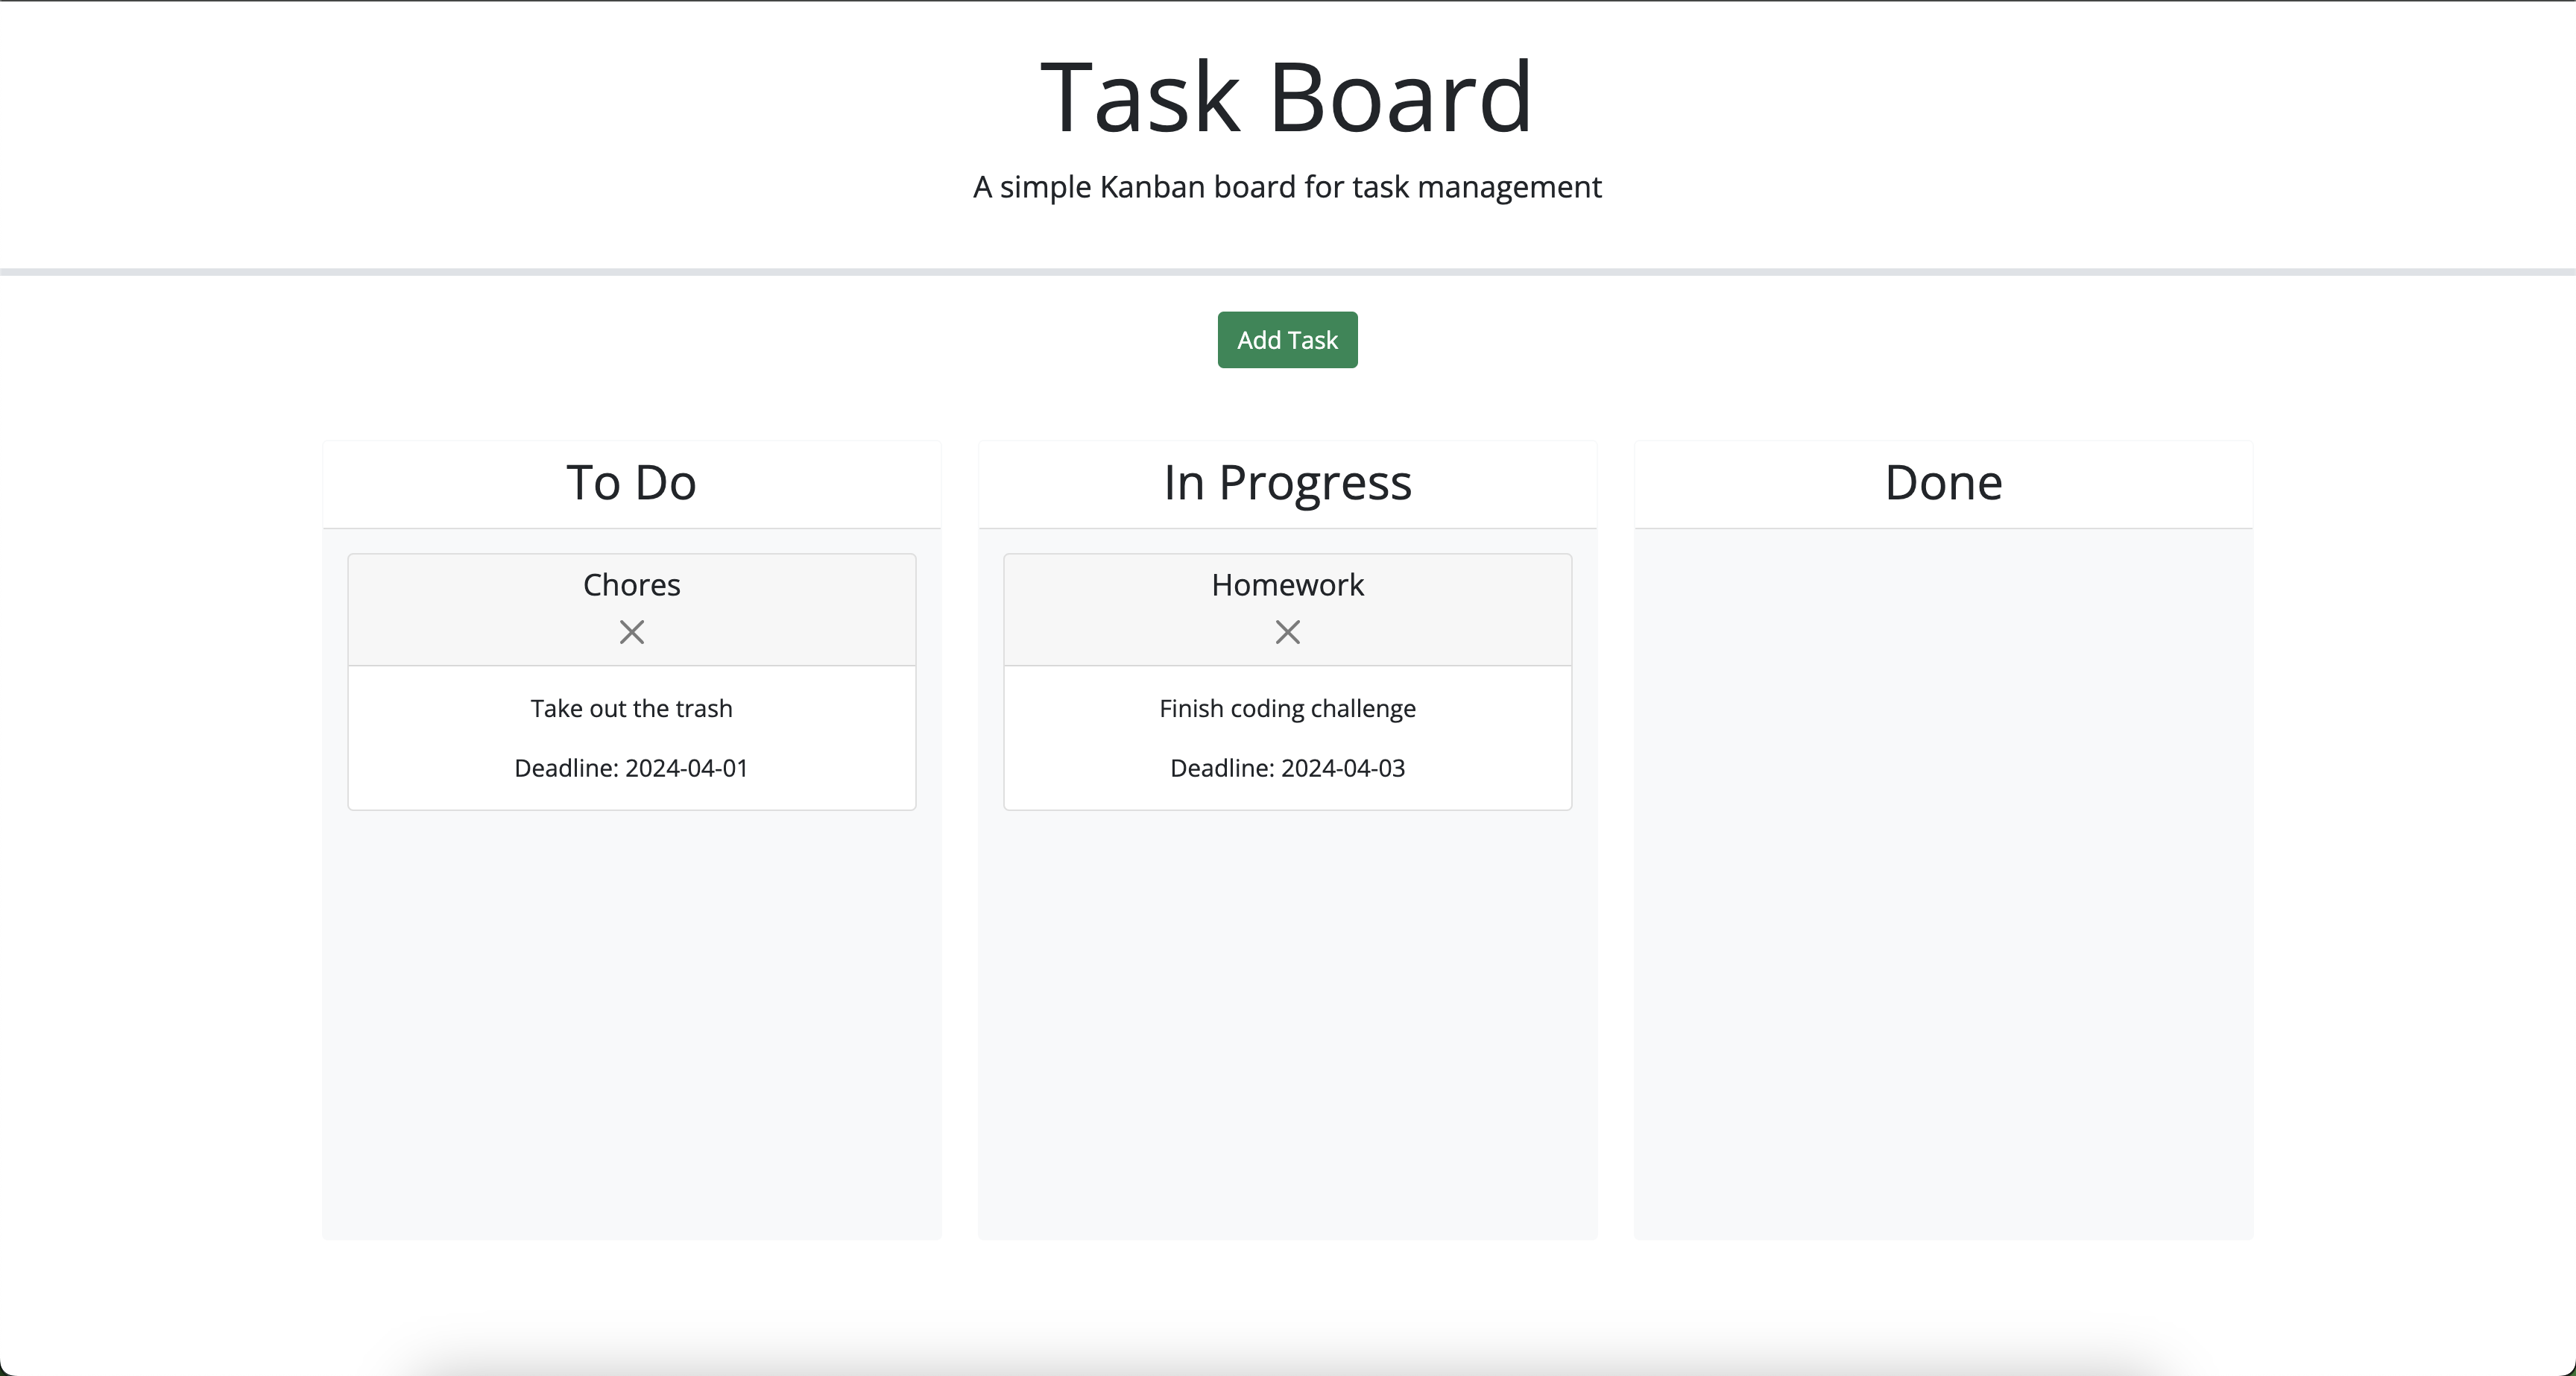 Task Board
A simple Kanban board for task management
Add Task
To Do
Chores
Take out the trash
Deadline: 2024-04-01
In Progress
Homework
Finish coding challenge
Deadline: 2024-04-03
Done